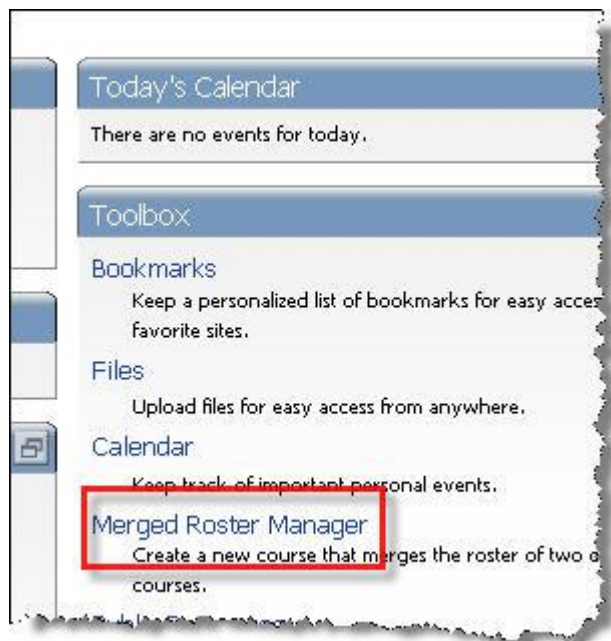 Today's Calendar
There are no events for today.
Toolbox
Bookmarks
Keep a personalized list of bookmarks for easy
favorite sites.
Files
Upload files for easy access from anywhere.
Calendar
Keep track of important personal events.
Merged Roster Manager
Create a new course that merges the roster of two
courses.